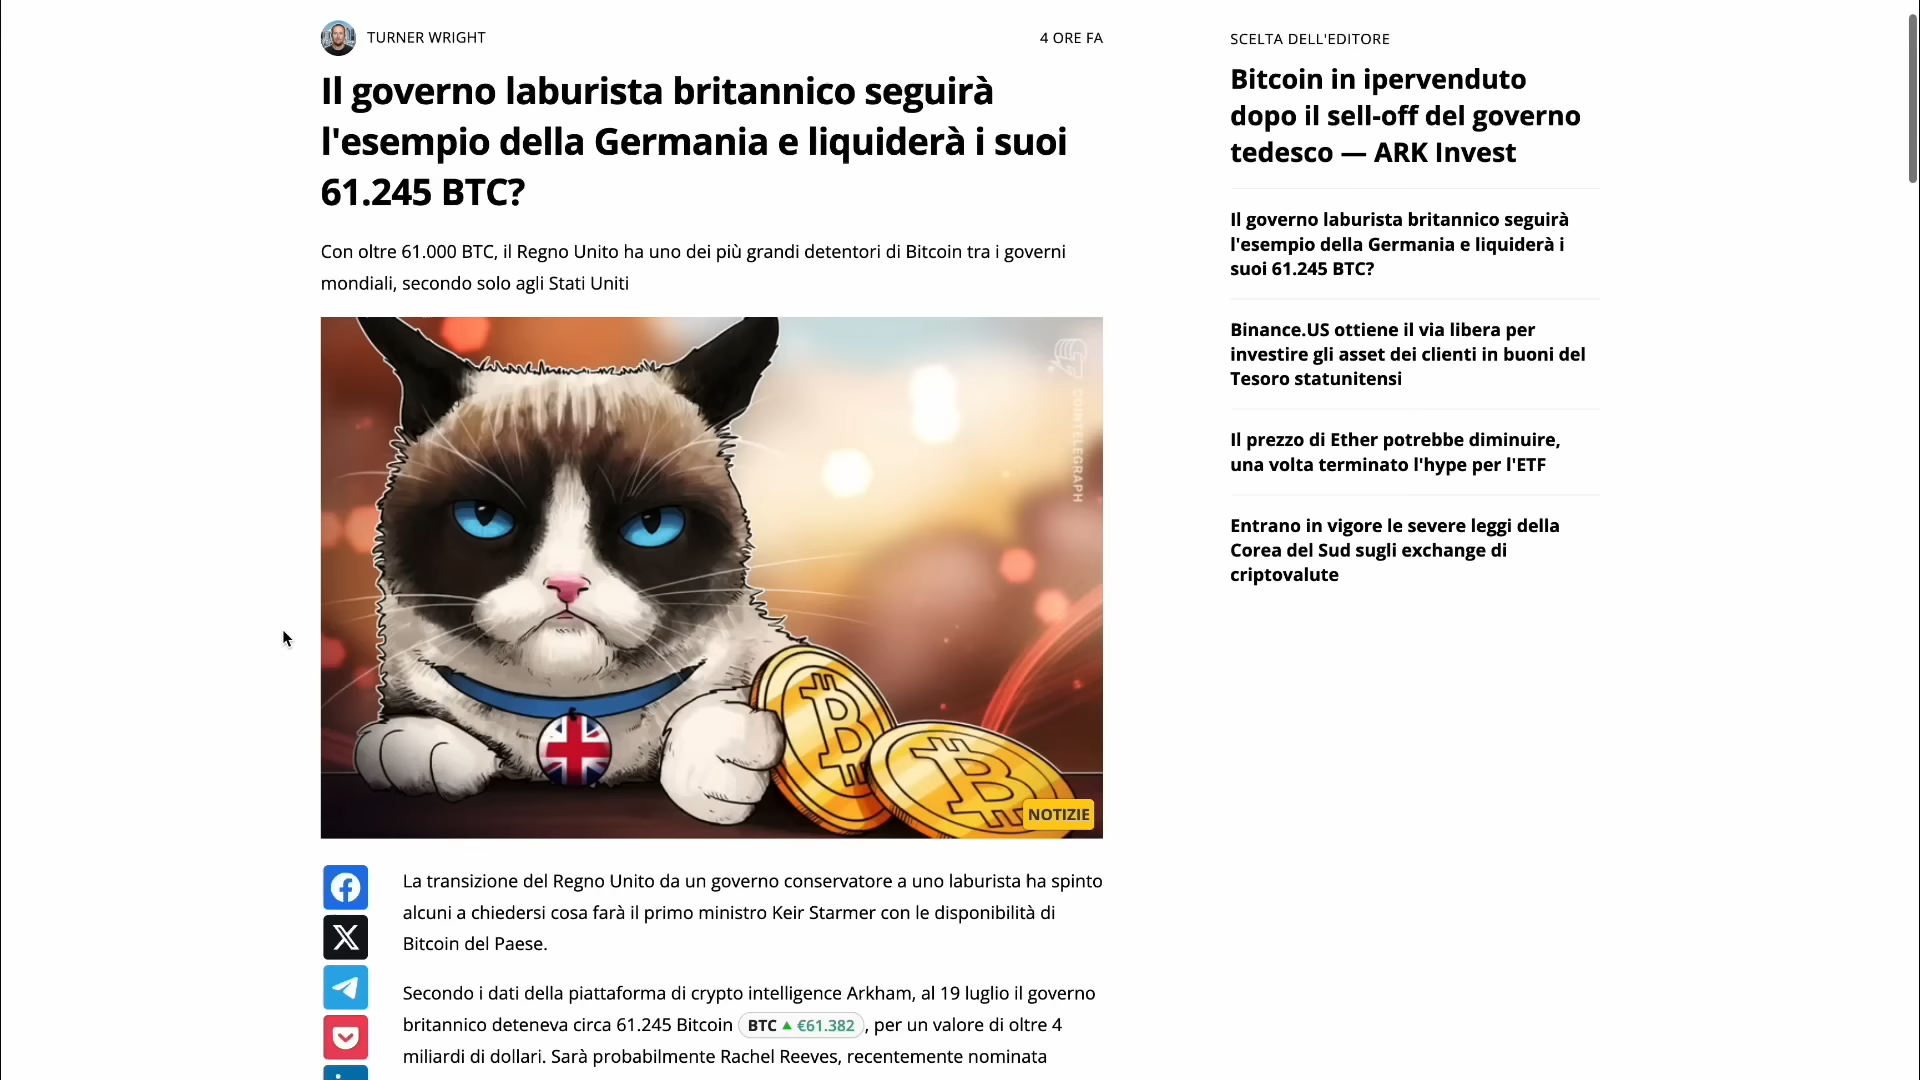 TURNER WRIGHT
4 ORE FA
Il governo laburista britannico seguirà
l'esempio della Germania e liquiderà i suoi
61.245 BTC?
Con oltre 61.000 BTC, il Regno Unito ha uno dei più grandi detentori di Bitcoin tra i governi
mondiali, secondo solo agli Stati Uniti
COINTELEGRAPH
NOTIZIE
La transizione del Regno Unito da un governo conservatore a uno laburista ha spinto
alcuni a chiedersi cosa farà il primo ministro Keir Starmer con le disponibilità di
Bitcoin del Paese.
Secondo i dati della piattaforma di crypto intelligence Arkham, al 19 luglio il governo
britannico deteneva circa 61.245 Bitcoin BTC ▲ €61.382 , per un valore di oltre 4
miliardi di dollari. Sarà probabilmente Rachel Reeves, recentemente nominata
SCELTA DELL'EDITORE
Bitcoin in ipervenduto
dopo il sell-off del governo
tedesco — ARK Invest
Il governo laburista britannico seguirà
l'esempio della Germania e liquiderà i
suoi 61.245 BTC?
Binance.US ottiene il via libera per
investire gli asset dei clienti in buoni del
Tesoro statunitensi
Il prezzo di Ether potrebbe diminuire,
una volta terminato l'hype per l'ETF
Entrano in vigore le severe leggi della
Corea del Sud sugli exchange di
criptovalute